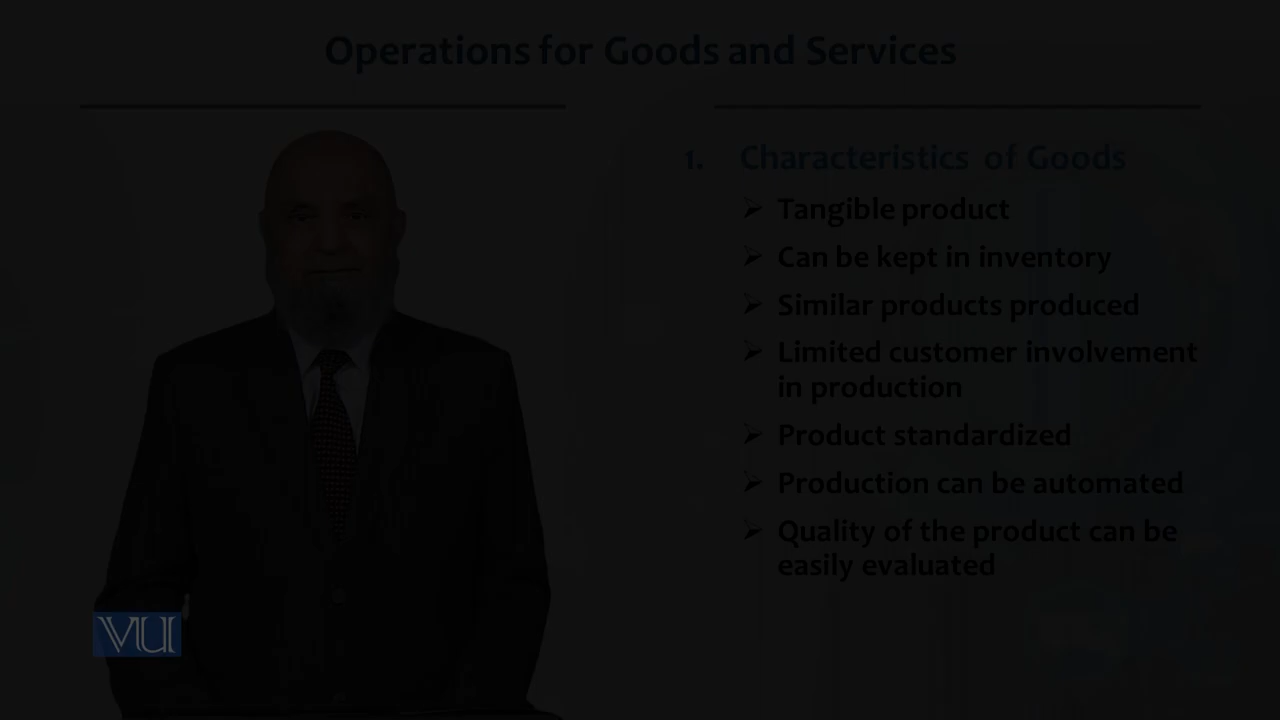 Operations for Goods and Services
1. Characteristics of Goods
➢ Tangible product
➢ Can be kept in inventory
➢ Similar products produced
➢ Limited customer involvement
in production
➢ Product standardized
➢ Production can be automated
➢ Quality of the product can be
easily evaluated
VU